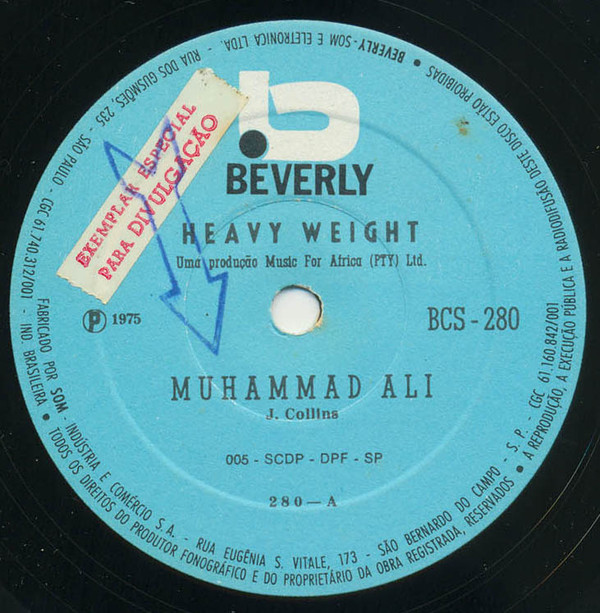 b
BEVERLY
EXEMPLAR ESPECIAL
PARA DIVULGAÇÃO
HEAVY WEIGHT
Uma produção Music For Africa (PTY) Ltd.
P 1975
BCS - 280
MUHAMMAD ALI
J. Collins
005 - SCDP - DPF - SP
280 — A
FABRICADO POR SOM - INDÚSTRIA E COMÉRCIO S.A. - RUA EUGÊNIA S. VITALE, 173 - SÃO BERNARDO DO CAMPO - S. P. - CGC 61.160.842/001
IND. BRASILEIRA • TODOS OS DIREITOS DO PRODUTOR FONOGRÁFICO E DO PROPRIETÁRIO DA OBRA GRAVADA, RESERVADOS • A REPRODUÇÃO, A EXECUÇÃO PÚBLICA E A RADIODIFUSÃO DESTE DISCO ESTÃO PROIBIDAS •
BEVERLY - SOM E ELETRONICA LTDA. RUA DOS GUSMÕES, 235 - SÃO PAULO - CGC 61.740.312/001